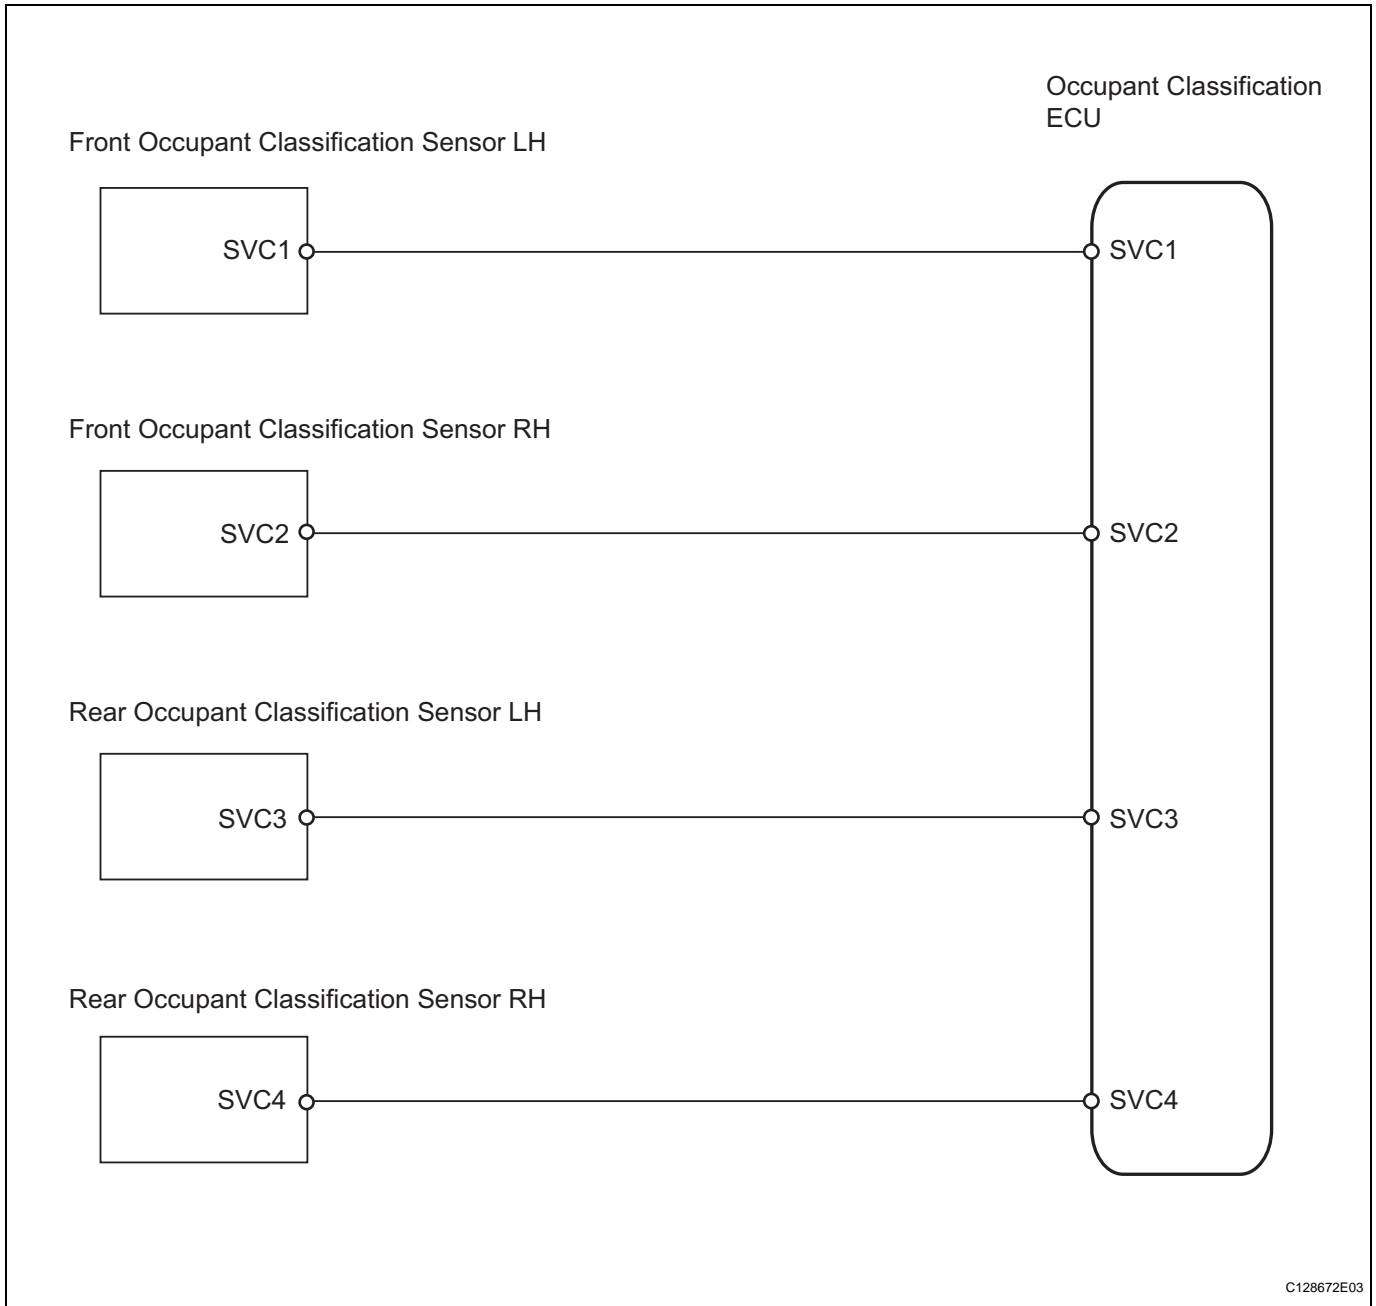 Occupant Classification
ECU
Front Occupant Classification Sensor LH
SVC1
SVC1
Front Occupant Classification Sensor RH
SVC2
SVC2
Rear Occupant Classification Sensor LH
SVC3
SVC3
Rear Occupant Classification Sensor RH
SVC4
SVC4
C128672E03